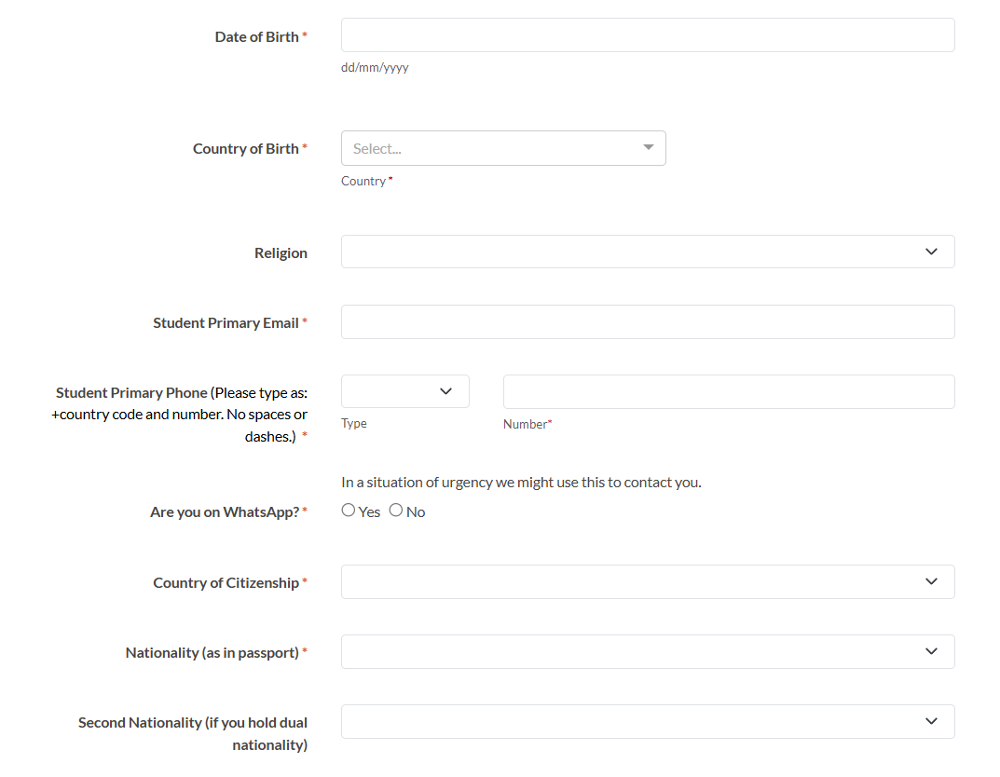 Date of Birth *
dd/mm/yyyy
Country of Birth *
Select...
Country *
Religion
Student Primary Email *
Student Primary Phone (Please type as:
+country code and number. No spaces or
dashes.) *
Type
Number*
In a situation of urgency we might use this to contact you.
Are you on WhatsApp? *
Yes No
Country of Citizenship *
Nationality (as in passport) *
Second Nationality (if you hold dual
nationality)